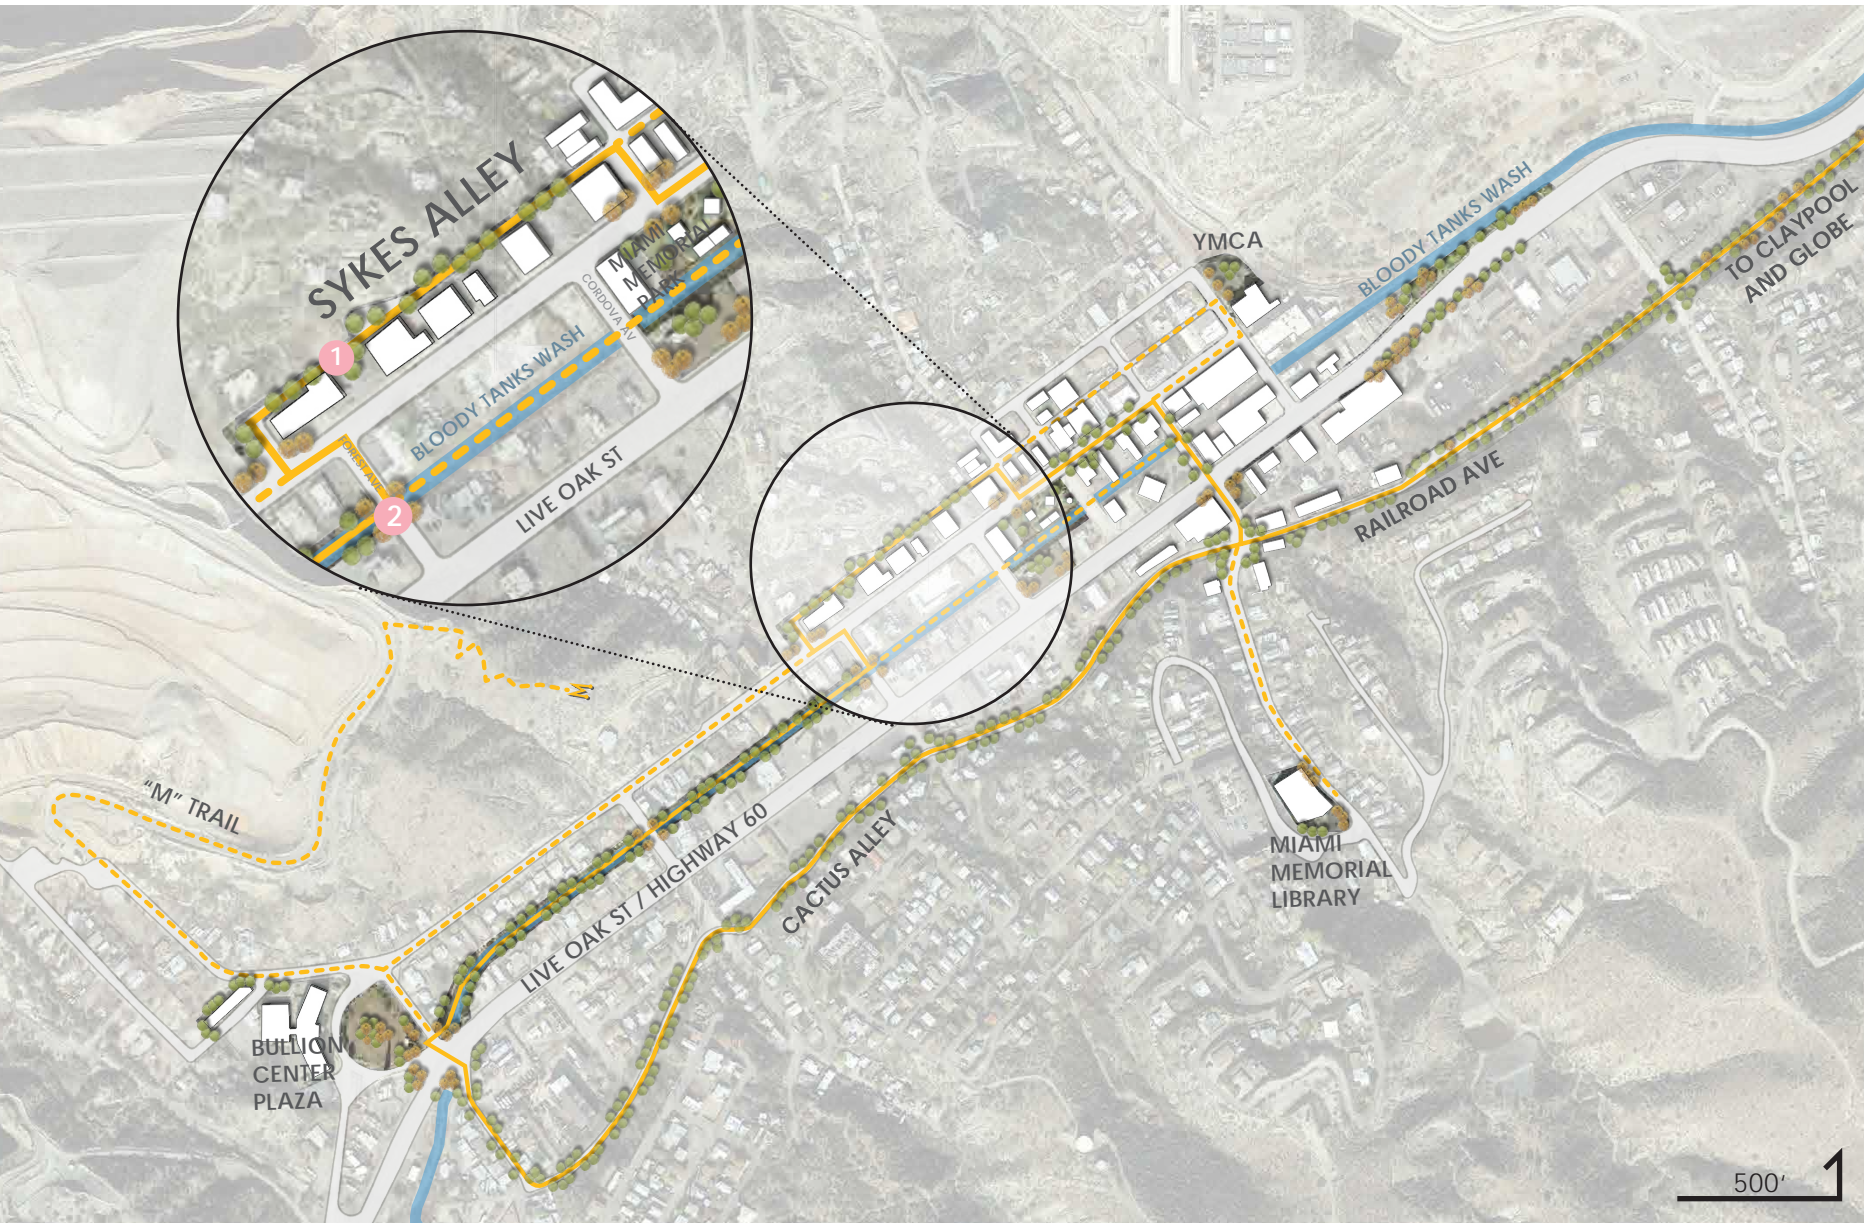 SYKES ALLEY
1
MIAMI
MEMORIAL
PARK
CORDOVA AV
BLOODY TANKS WASH
FOREST AVE
2
LIVE OAK ST
YMCA
BLOODY TANKS WASH
TO CLAYPOOL
AND GLOBE
RAILROAD AVE
M
"M" TRAIL
LIVE OAK ST / HIGHWAY 60
CACTUS ALLEY
MIAMI
MEMORIAL
LIBRARY
BULLION
CENTER
PLAZA
500'